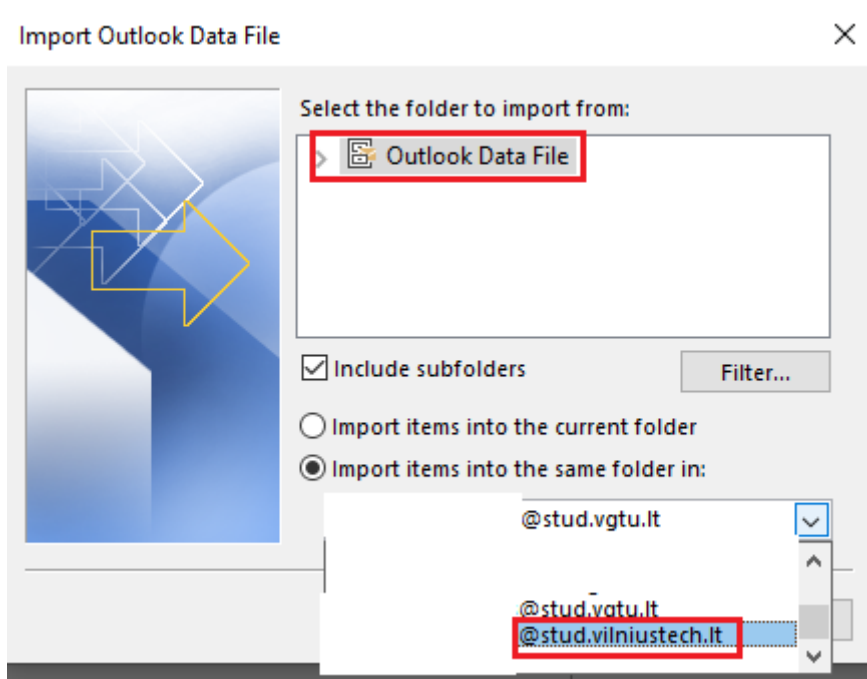 Import Outlook Data File
Select the folder to import from:
Outlook Data File
Include subfolders
Filter...
Import items into the current folder
Import items into the same folder in:
@stud.vgtu.lt
@stud.vgtu.lt
@stud.vilniustech.lt